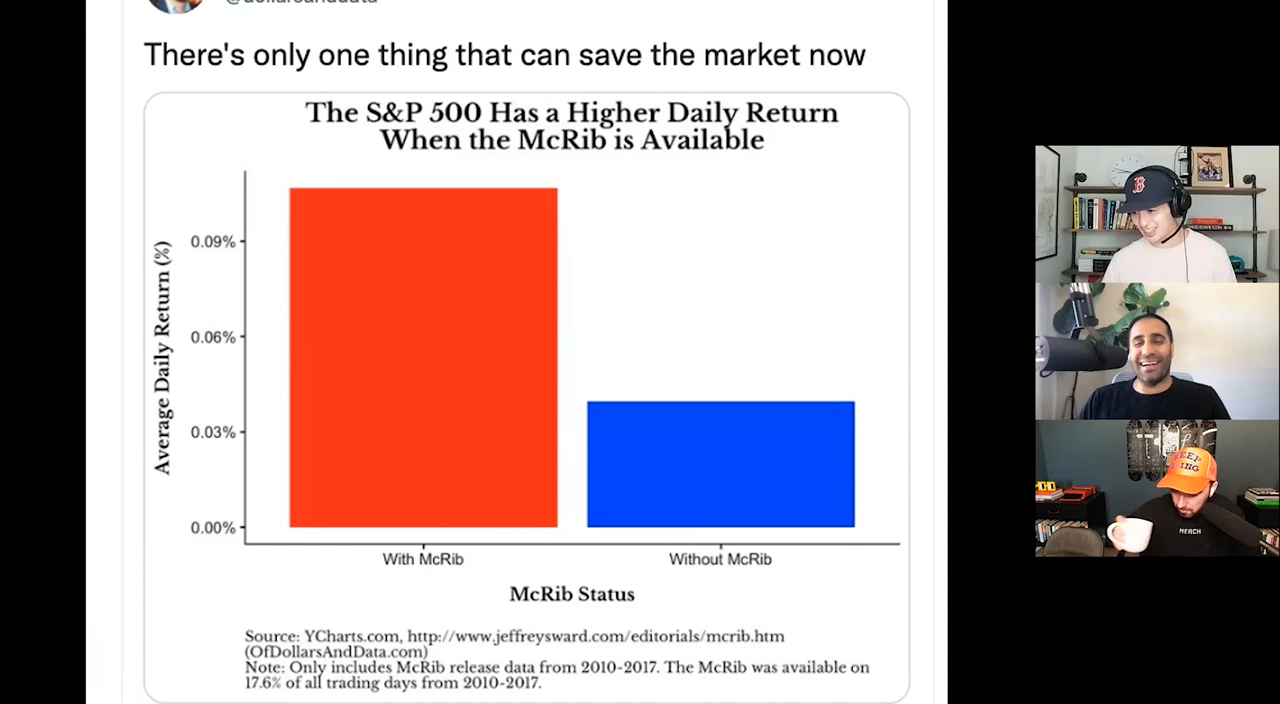 @dollarsanddata
There's only one thing that can save the market now
The S&P 500 Has a Higher Daily Return
When the McRib is Available
Average Daily Return (%)
0.09%
0.06%
0.03%
0.00%
With McRib
Without McRib
McRib Status
Source: YCharts.com, http://www.jeffreysward.com/editorials/mcrib.htm
(OfDollarsAndData.com)
Note: Only includes McRib release data from 2010-2017. The McRib was available on
17.6% of all trading days from 2010-2017.
B
MERCH